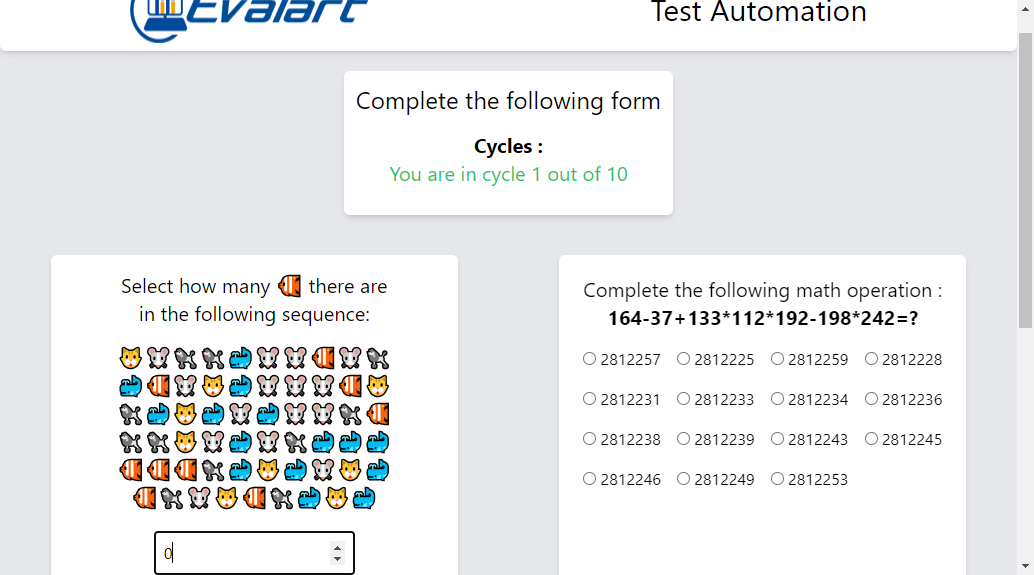 Evalart
Test Automation
Complete the following form
Cycles :
You are in cycle 1 out of 10
Select how many there are
in the following sequence:
0
Complete the following math operation :
164-37+133*112*192-198*242=?
2812257 2812225 2812259 2812228
2812231 2812233 2812234 2812236
2812238 2812239 2812243 2812245
2812246 2812249 2812253